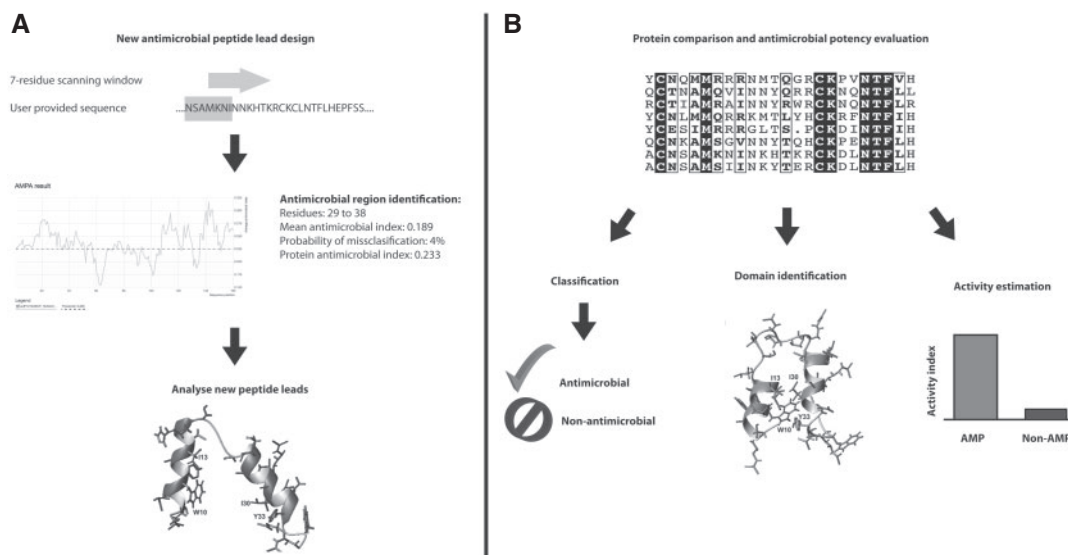 A
New antimicrobial peptide lead design
7-residue scanning window
User provided sequence
....NSAMKNINNKHTKRCKCLNTFLHEPFSS....
AMPA result
Antimicrobial region identification:
Residues: 29 to 38
Mean antimicrobial index: 0.189
Probability of missclasification: 4%
Protein antimicrobial index: 0.233
Legend
Analyse new peptide leads
I13
W10
I30
Y33
B
Protein comparison and antimicrobial potency evaluation
YCNQMMRRRNMTQGRCKPVNTFVH
QCTNAMQVINNYQRRCKNQNTFLL
RCTIAMRAINNYRWRCKNQNTFLR
YCNLMQRRKMTLYHCKRFNTFIH
YCESIMRRRGLTS.PCKDINTFIH
QCNKAMSGVNNYTQHCKPENTFLH
ACNSAMKNINKHTKRCKDLNTFLH
ACNSAMSIINKYTERCKDLNTFLH
Classification
Antimicrobial
Non-antimicrobial
Domain identification
I13
I30
W10
Y33
Activity estimation
Activity index
AMP
Non-AMP